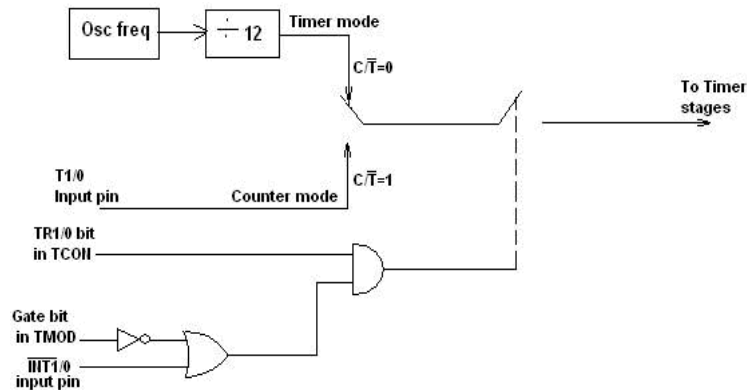 Osc freq
÷ 12
Timer mode
C/T̅=0
To Timer
stages
T1/0
Input pin
Counter mode
C/T̅=1
TR1/0 bit
in TCON
Gate bit
in TMOD
I̅N̅T̅1/0
input pin